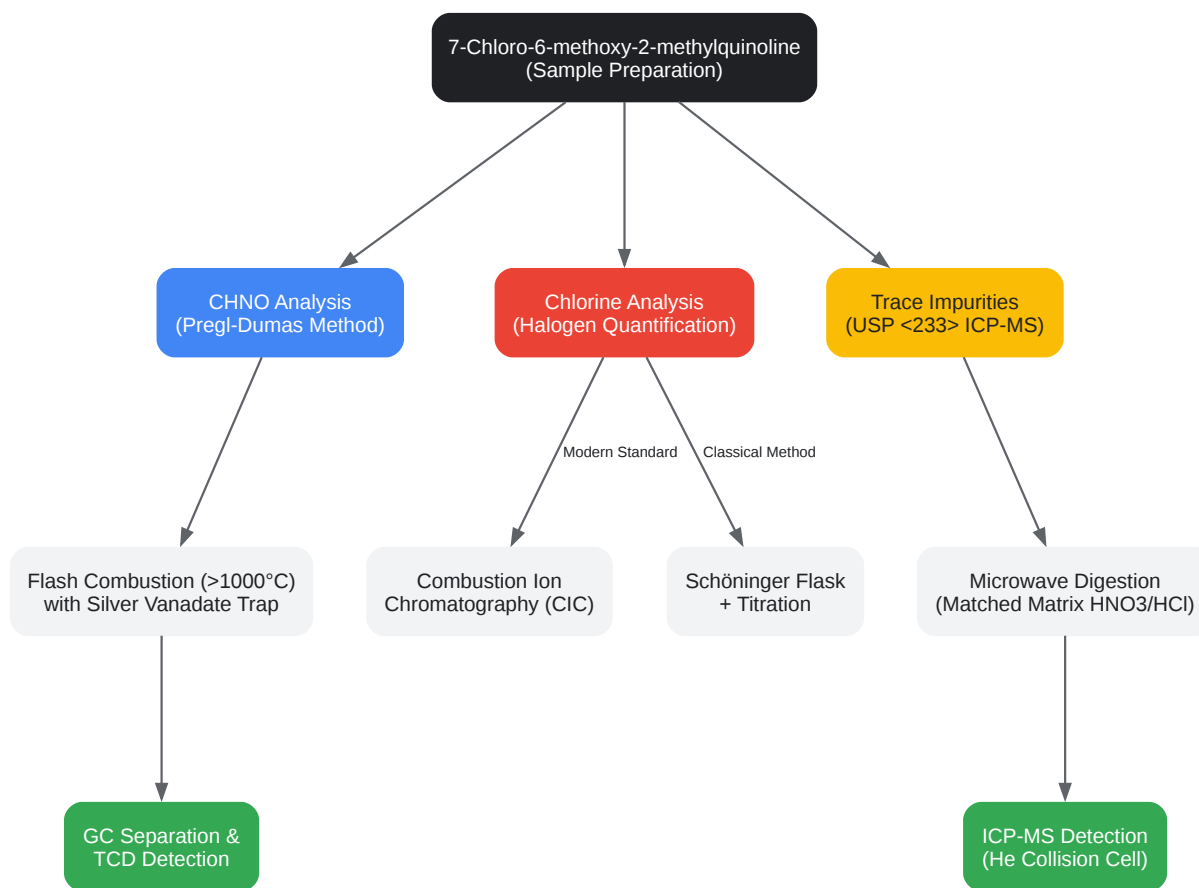 7-Chloro-6-methoxy-2-methylquinoline
(Sample Preparation)
CHNO Analysis
(Pregl-Dumas Method)
Chlorine Analysis
(Halogen Quantification)
Trace Impurities
(USP <233> ICP-MS)
Modern Standard
Classical Method
Flash Combustion (>1000°C)
with Silver Vanadate Trap
Combustion Ion
Chromatography (CIC)
Schöninger Flask
+ Titration
Microwave Digestion
(Matched Matrix HNO3/HCl)
GC Separation &
TCD Detection
ICP-MS Detection
(He Collision Cell)